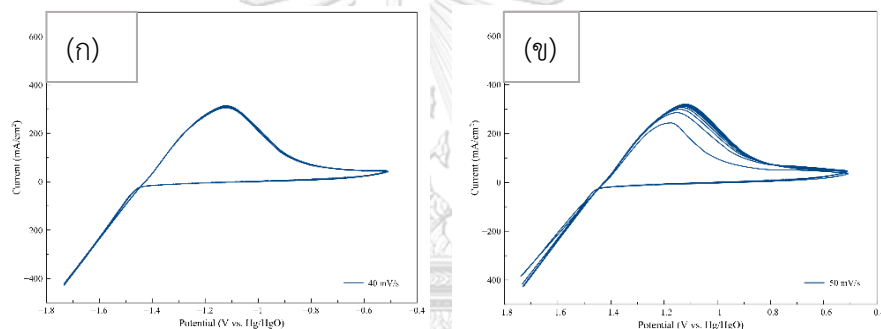 (ก)
600
400
200
0
−200
−400
Current (mA/cm²)
40 mV/s
−1.8 −1.6 −1.4 −1.2 −1 −0.8 −0.6 −0.4
Potential (V vs. Hg/HgO)
(ข)
600
400
200
0
−200
−400
Current (mA/cm²)
50 mV/s
1.8 1.6 1.4 1.2 1 0.8 0.6 0.4
Potential (V vs. Hg/HgO)